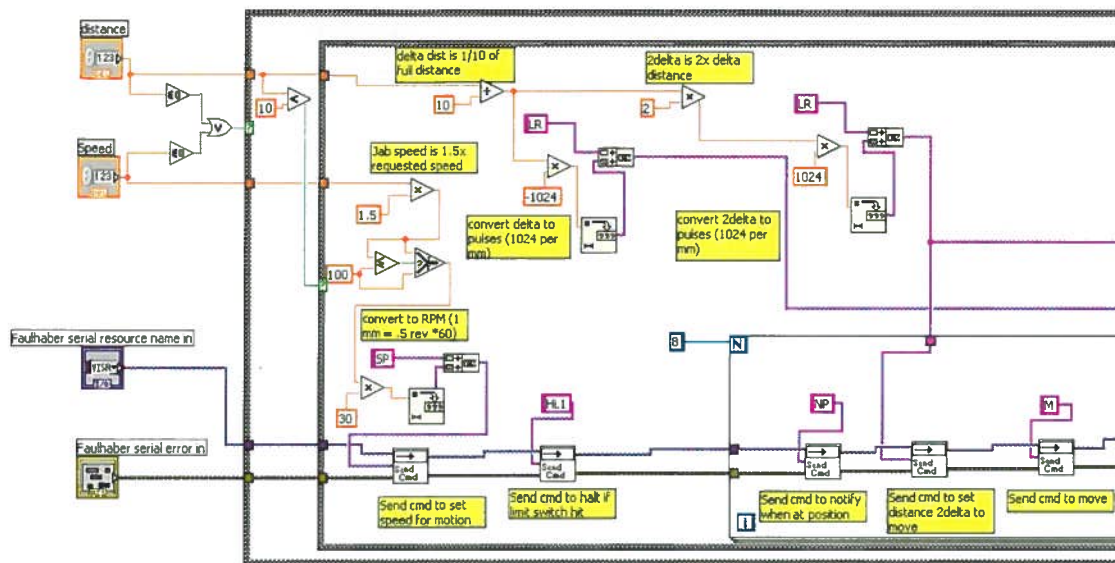 distance
123
Speed
123
10
delta dist is 1/10 of
full distance
10
2delta is 2x delta
distance
2
LR
LR
Jab speed is 1.5x
requested speed
1.5
-1024
1024
convert delta to
pulses (1024 per
mm)
convert 2delta to
pulses (1024 per
mm)
100
convert to RPM (1
mm = .5 rev *60)
SP
30
Faulhaber serial resource name in
VISA
8
N
HL1
NP
M
Faulhaber serial error in
Send
Cmd
Send
Cmd
Send
Cmd
Send
Cmd
Send
Cmd
Send cmd to set
speed for motion
Send cmd to halt if
limit switch hit
Send cmd to notify
when at position
Send cmd to set
distance 2delta to
move
Send cmd to move
i